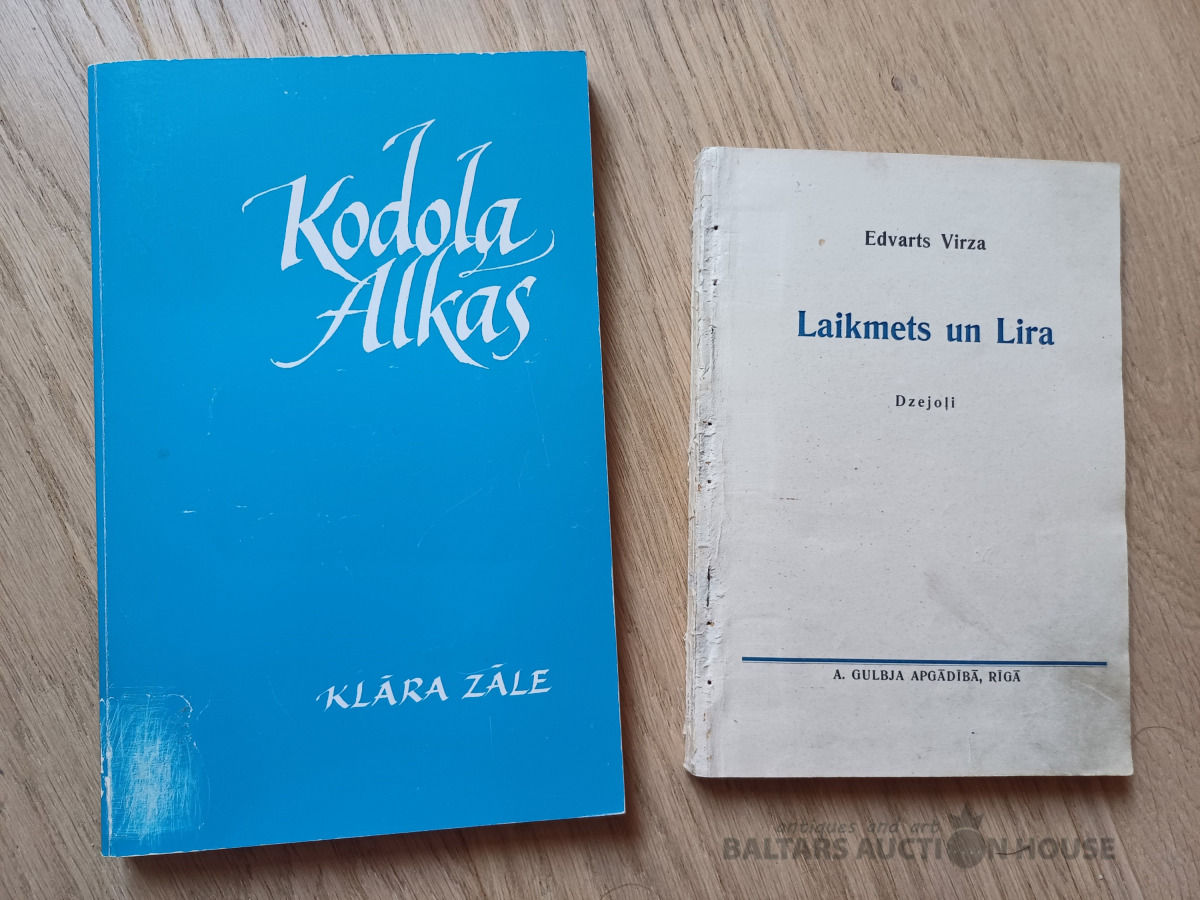 Kodola
Alkas
KLĀRA ZĀLE
Edvarts Virza
Laikmets un Lira
Dzejoļi
A. GULBJA APGĀDĪBĀ, RĪGĀ
antiques and art
BALTARS AUCTION HOUSE